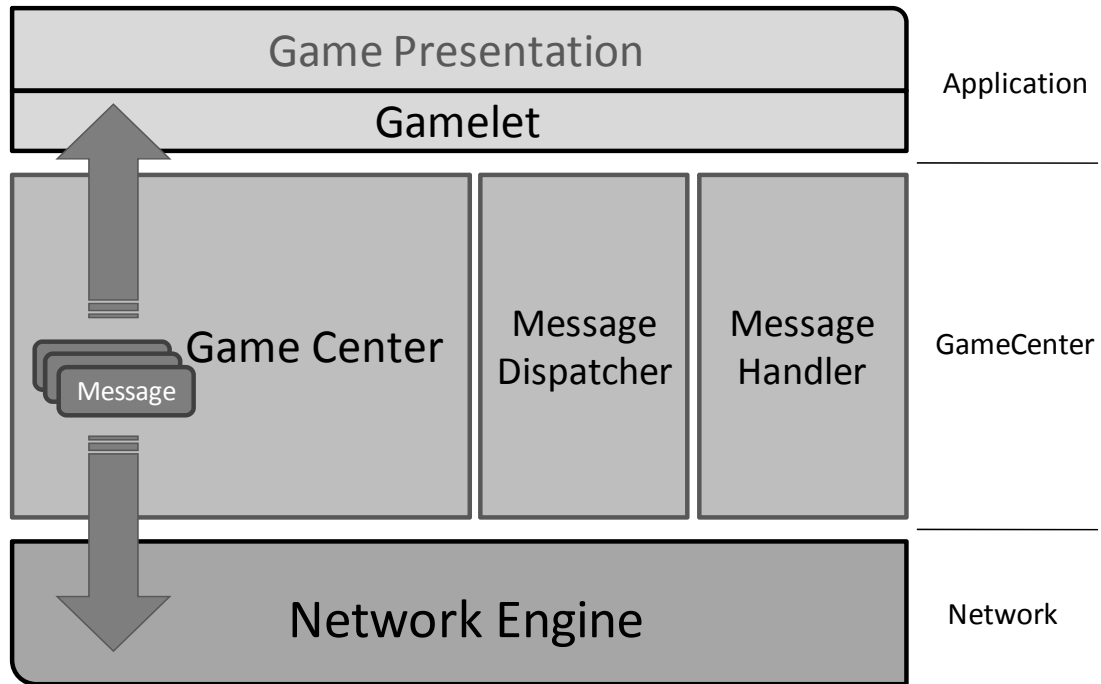 Game Presentation
Gamelet
Application
Game Center
Message
Dispatcher
Message
Handler
GameCenter
Message
Network Engine
Network